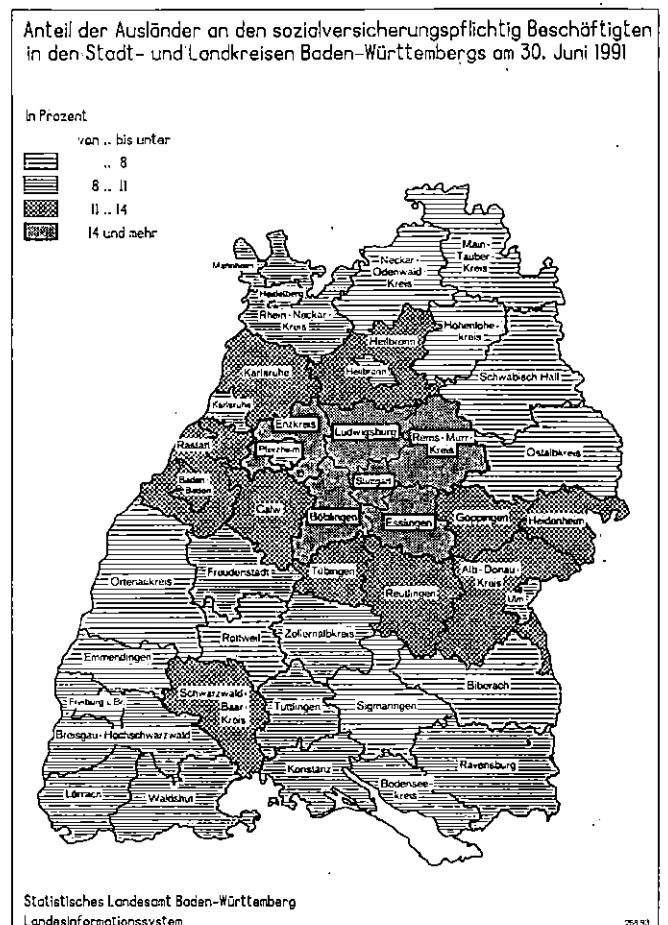 Anteil der Ausländer an den sozialversicherungspflichtig Beschäftigten
in den Stadt- und Landkreisen Baden-Württembergs am 30. Juni 1991
In Prozent
von .. bis unter
.. 8
8 .. 11
11 .. 14
14 und mehr
Main-
Tauber-
Kreis
Neckar-
Odenwald-
Kreis
Mannheim
Heidelberg
Rhein-Neckar-
Kreis
Hohenlohe-
kreis
Heilbronn
Heilbronn
Karlsruhe
Schwäbisch Hall
Karlsruhe
Enzkreis
Ludwigsburg
Rems-Murr-
Kreis
Rastatt
Pforzheim
Ostalbkreis
Baden-
Baden
Stuttgart
Calw
Böblingen
Esslingen
Göppingen
Heidenheim
Freudenstadt
Tübingen
Alb-Donau-
Kreis
Ortenaukreis
Reutlingen
Ulm
Rottweil
Zollernalbkreis
Emmendingen
Biberach
Schwarzwald-
Baar-
Kreis
Freiburg i. Br.
Tuttlingen
Sigmaringen
Breisgau-Hochschwarzwald
Konstanz
Ravensburg
Bodensee-
kreis
Lörrach
Waldshut
Statistisches Landesamt Baden-Württemberg
Landesinformationssystem